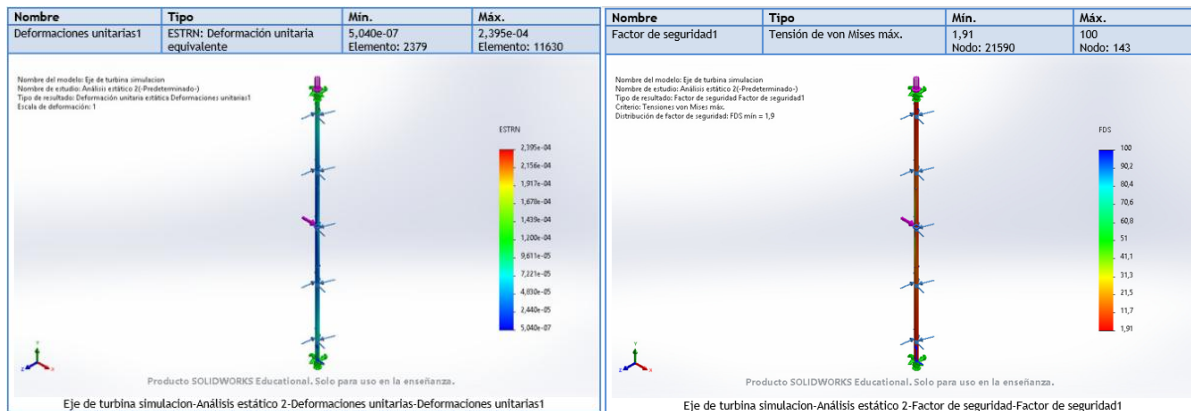 Nombre Tipo Mín. Máx.
Deformaciones unitarias1 ESTRN: Deformación unitaria equivalente 5,040e-07 Elemento: 2379 2,395e-04 Elemento: 11630
Nombre del modelo: Eje de turbina simulacion
Nombre de estudio: Análisis estático 2(-Predeterminado-)
Tipo de resultado: Deformación unitaria estática Deformaciones unitarias1
Escala de deformación: 1
ESTRN
2,395e-04
2,156e-04
1,917e-04
1,678e-04
1,439e-04
1,200e-04
9,611e-05
7,221e-05
4,830e-05
2,440e-05
5,040e-07
Y
Z
X
Producto SOLIDWORKS Educational. Solo para uso en la enseñanza.
Eje de turbina simulacion-Análisis estático 2-Deformaciones unitarias-Deformaciones unitarias1
Nombre Tipo Mín. Máx.
Factor de seguridad1 Tensión de von Mises máx. 1,91 Nodo: 21590 100 Nodo: 143
Nombre del modelo: Eje de turbina simulacion
Nombre de estudio: Análisis estático 2(-Predeterminado-)
Tipo de resultado: Factor de seguridad Factor de seguridad1
Criterio: Tensiones von Mises máx.
Distribución de factor de seguridad: FDS mín = 1,9
FDS
100
90,2
80,4
70,6
60,8
51
41,1
31,3
21,5
11,7
1,91
Y
Z
X
Producto SOLIDWORKS Educational. Solo para uso en la enseñanza.
Eje de turbina simulacion-Análisis estático 2-Factor de seguridad-Factor de seguridad1